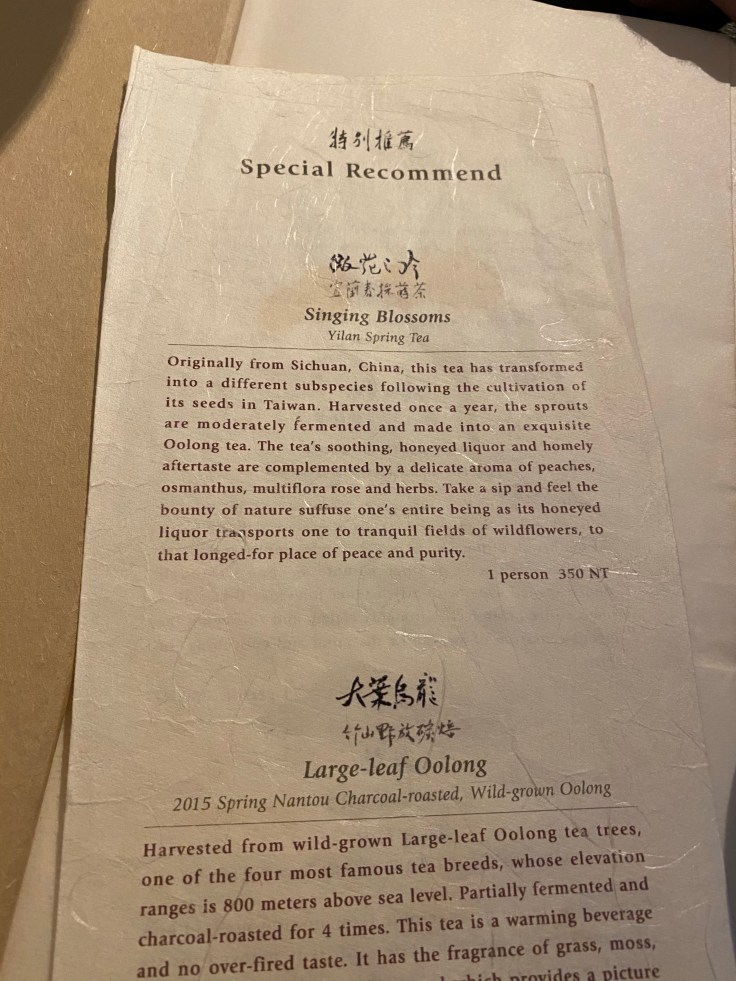 特別推薦
Special Recommend
微花之吟
宜蘭春採蒔茶
Singing Blossoms
Yilan Spring Tea
Originally from Sichuan, China, this tea has transformed
into a different subspecies following the cultivation of
its seeds in Taiwan. Harvested once a year, the sprouts
are moderately fermented and made into an exquisite
Oolong tea. The tea's soothing, honeyed liquor and homely
aftertaste are complemented by a delicate aroma of peaches,
osmanthus, multiflora rose and herbs. Take a sip and feel the
bounty of nature suffuse one's entire being as its honeyed
liquor transports one to tranquil fields of wildflowers, to
that longed-for place of peace and purity.
1 person 350 NT
大葉烏龍
竹山野放碳焙
Large-leaf Oolong
2015 Spring Nantou Charcoal-roasted, Wild-grown Oolong
Harvested from wild-grown Large-leaf Oolong tea trees,
one of the four most famous tea breeds, whose elevation
ranges is 800 meters above sea level. Partially fermented and
charcoal-roasted for 4 times. This tea is a warming beverage
and no over-fired taste. It has the fragrance of grass, moss,
which provides a picture